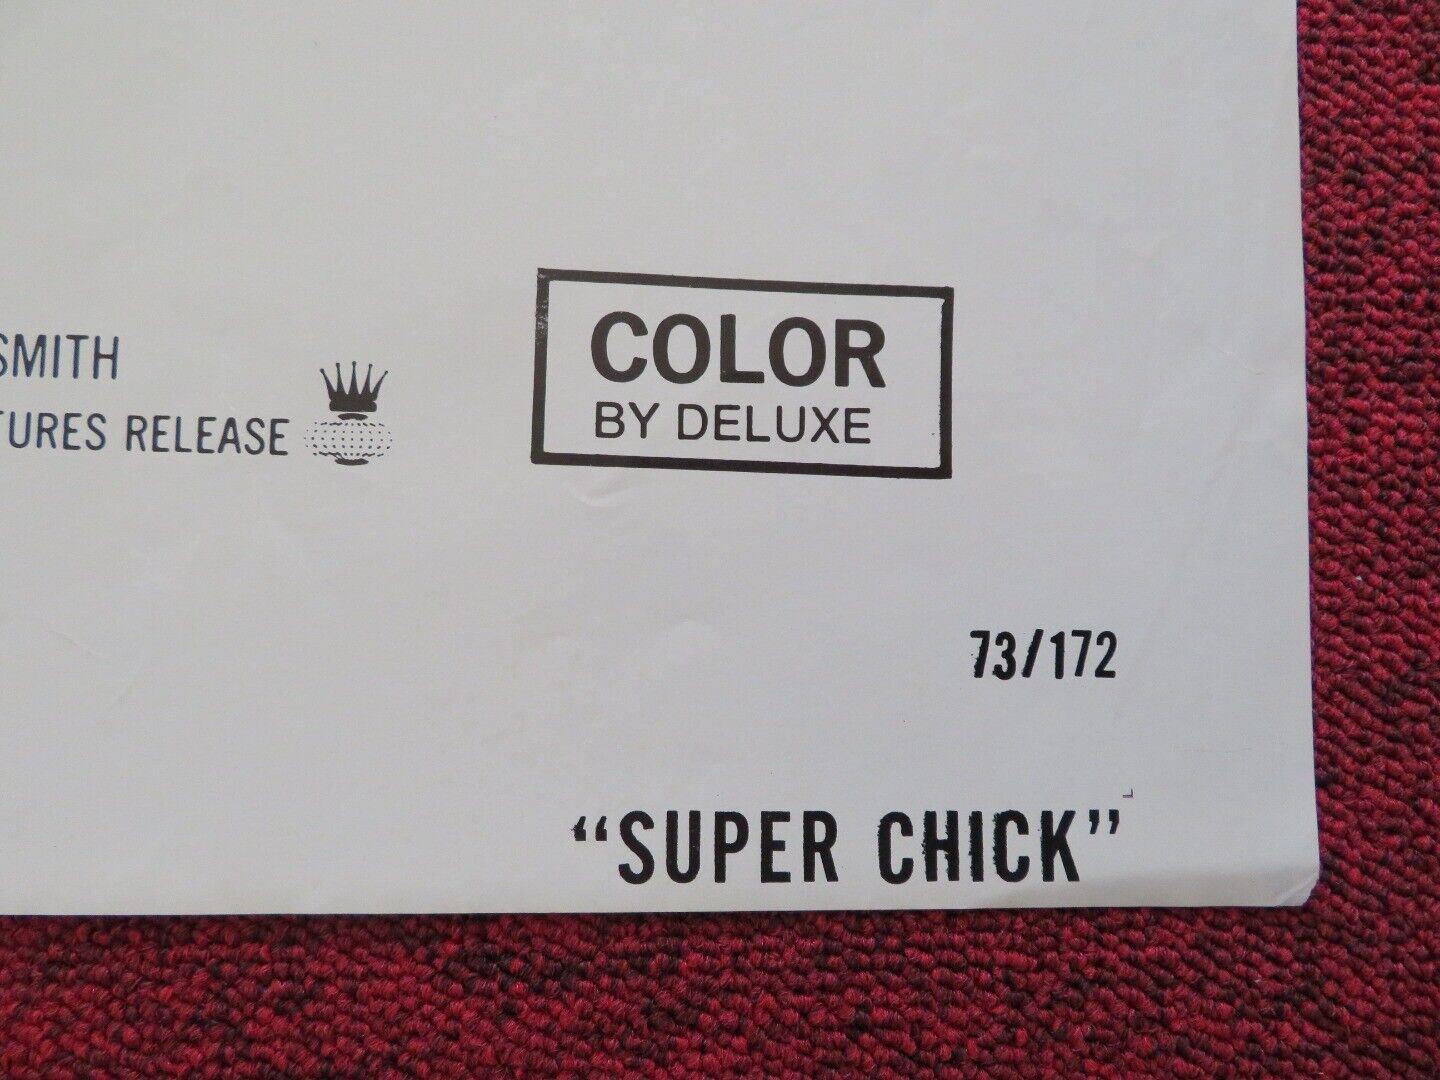 SMITH
TURES RELEASE
COLOR
BY DELUXE
73/172
“SUPER CHICK”